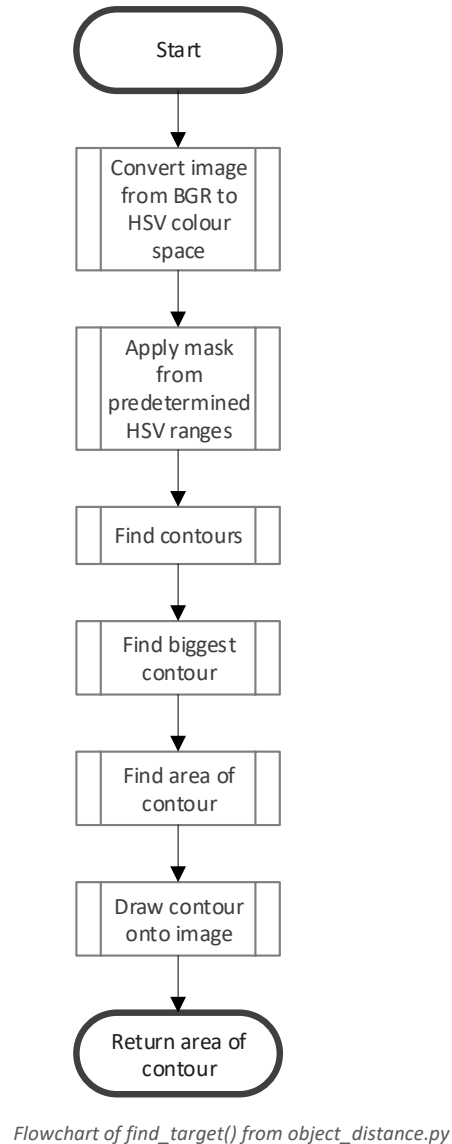 Start
Convert image
from BGR to
HSV colour
space
Apply mask
from
predetermined
HSV ranges
Find contours
Find biggest
contour
Find area of
contour
Draw contour
onto image
Return area of
contour
Flowchart of find_target() from object_distance.py